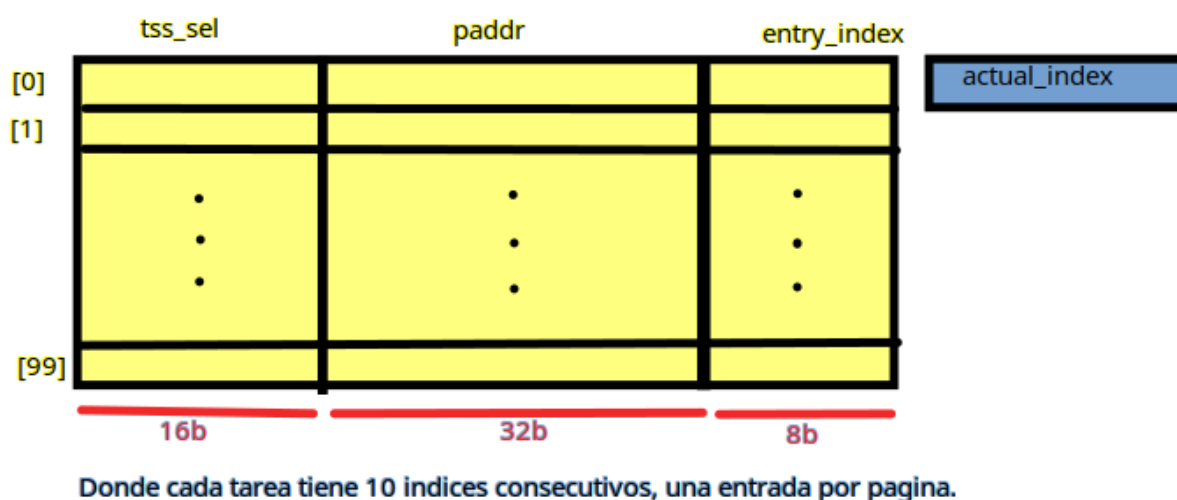 tss_sel paddr entry_index
[0] actual_index
[1]
[99]
16b 32b 8b
Donde cada tarea tiene 10 indices consecutivos, una entrada por pagina.